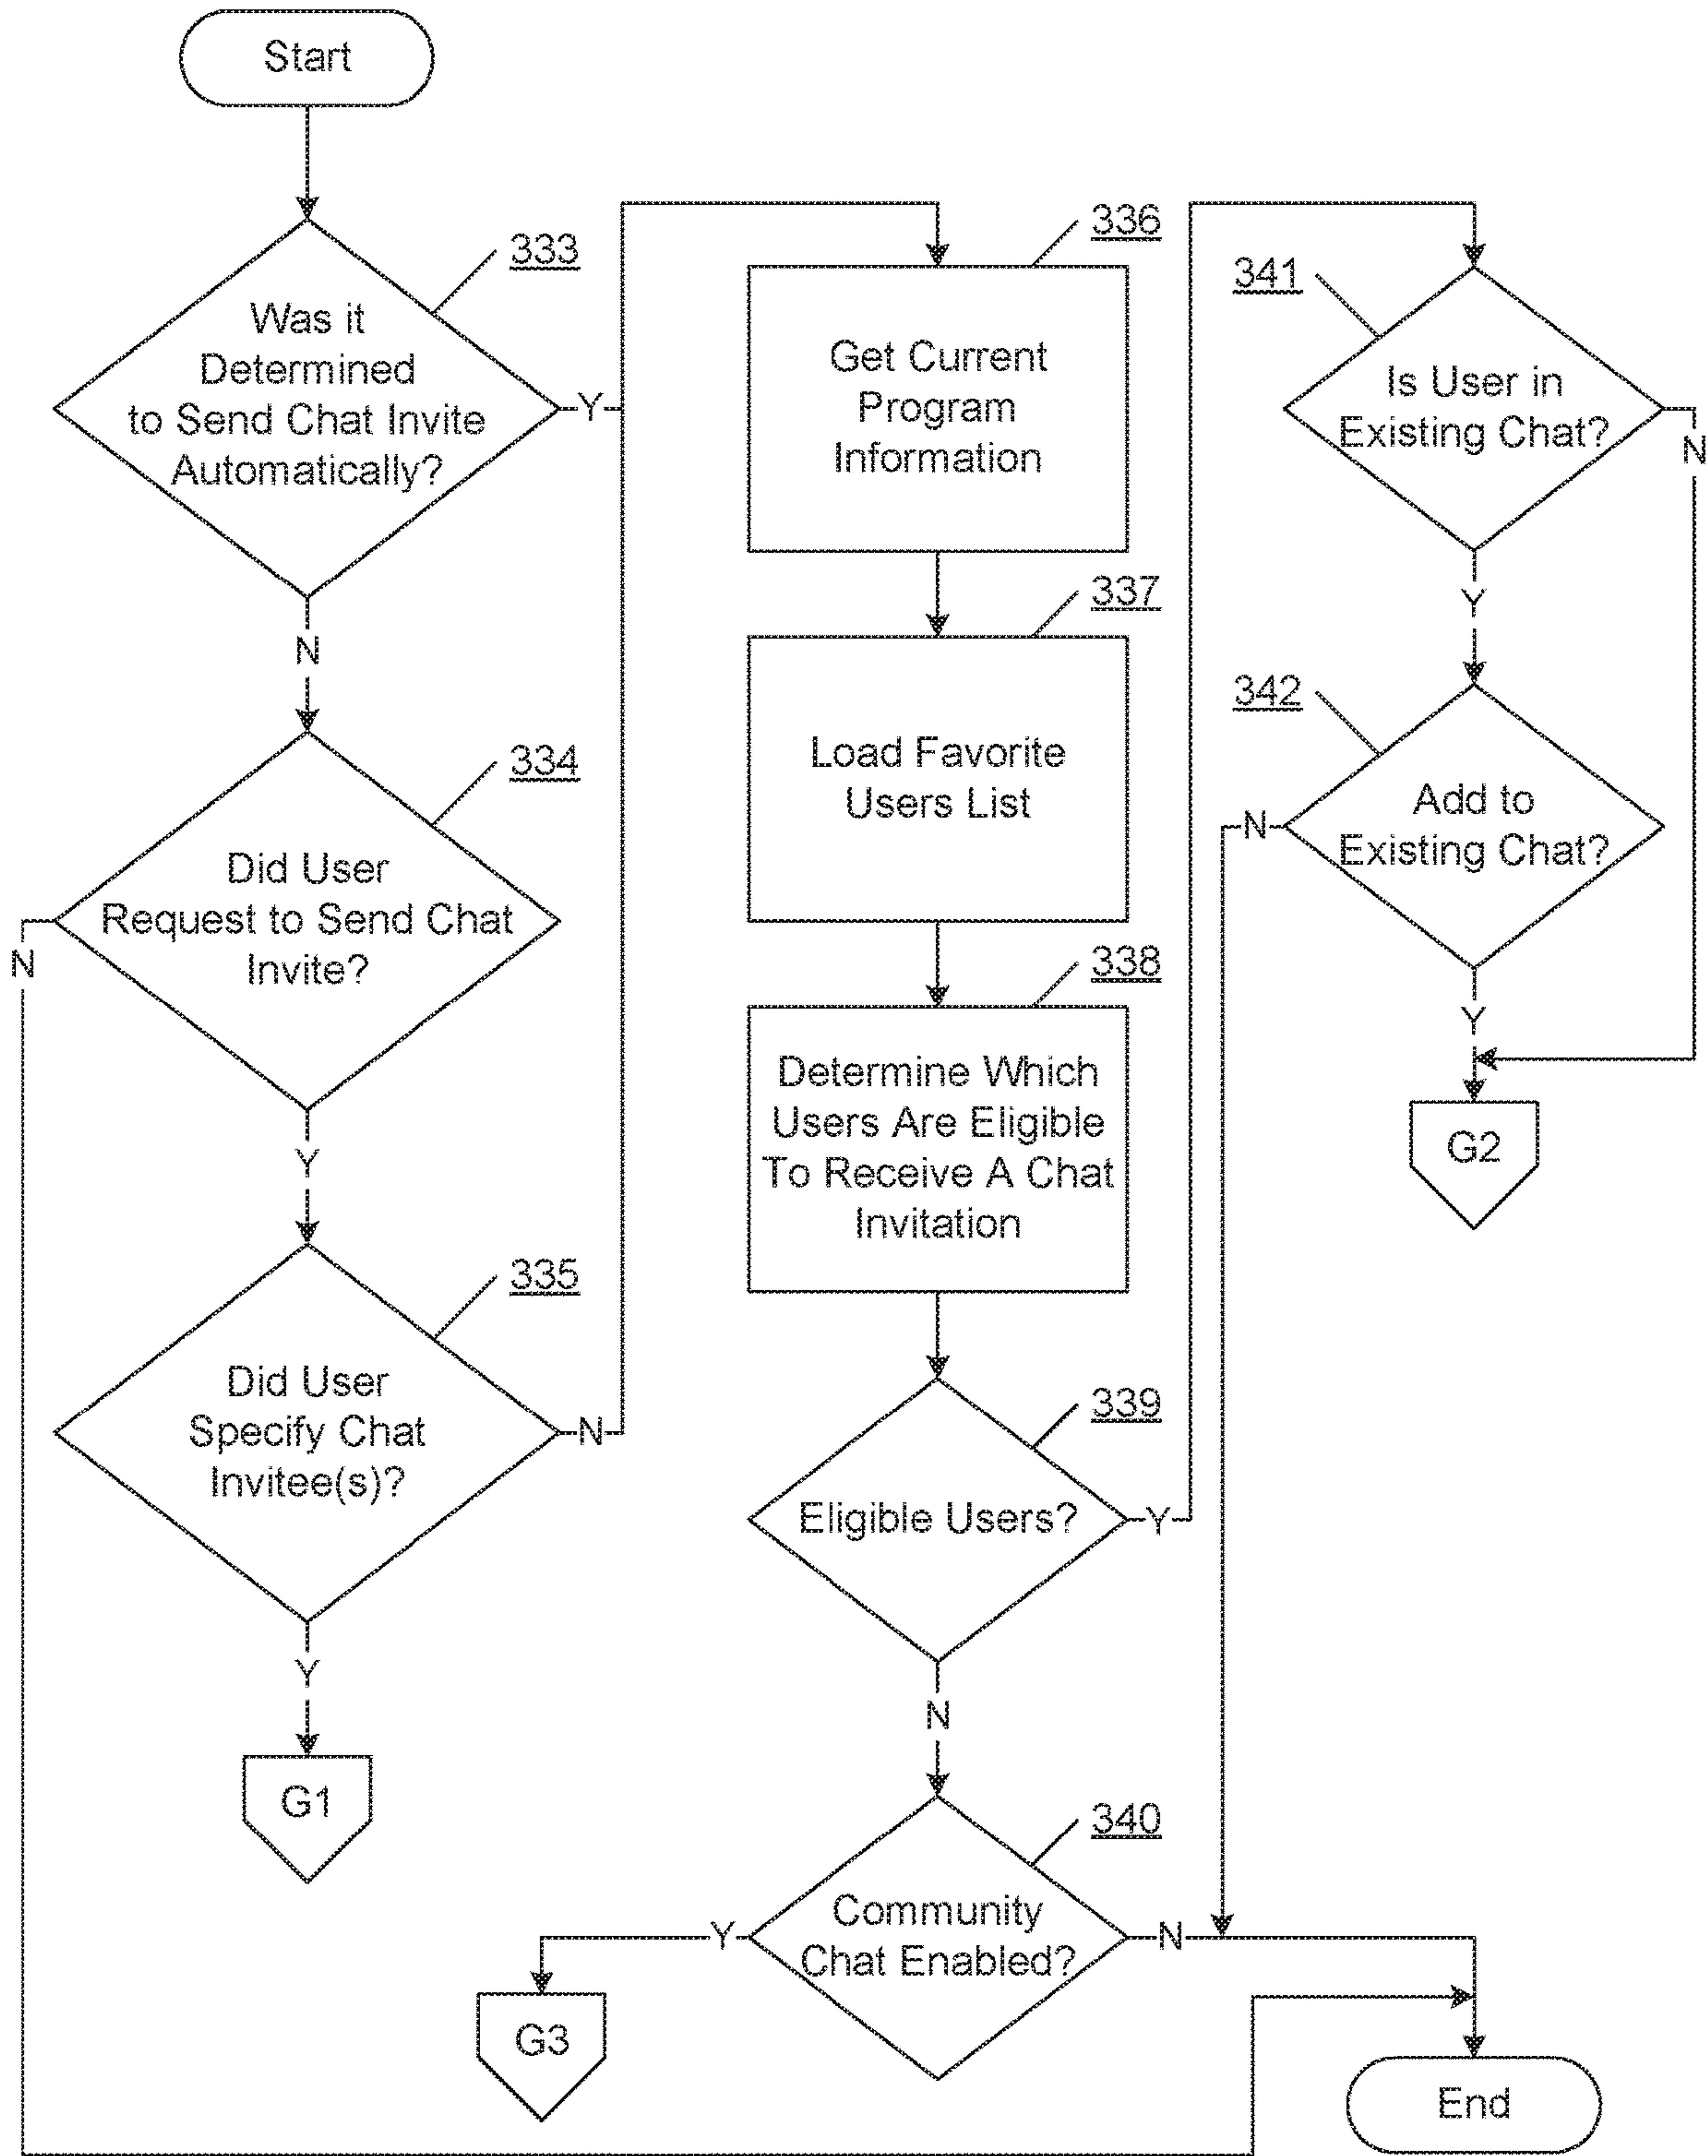 Start
333
Was it
Determined
to Send Chat Invite
Automatically?
Y
N
334
Did User
Request to Send Chat
Invite?
N
Y
335
Did User
Specify Chat
Invitee(s)?
N
Y
G1
336
Get Current
Program
Information
337
Load Favorite
Users List
338
Determine Which
Users Are Eligible
To Receive A Chat
Invitation
339
Eligible Users?
Y
N
340
Community
Chat Enabled?
Y
N
G3
341
Is User in
Existing Chat?
N
Y
342
Add to
Existing Chat?
N
Y
G2
End